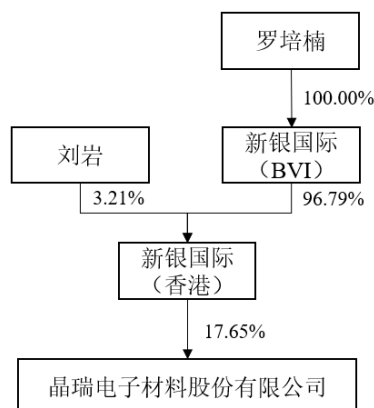 罗培楠
100.00%
刘岩
新银国际
（BVI）
3.21%
96.79%
新银国际
（香港）
17.65%
晶瑞电子材料股份有限公司